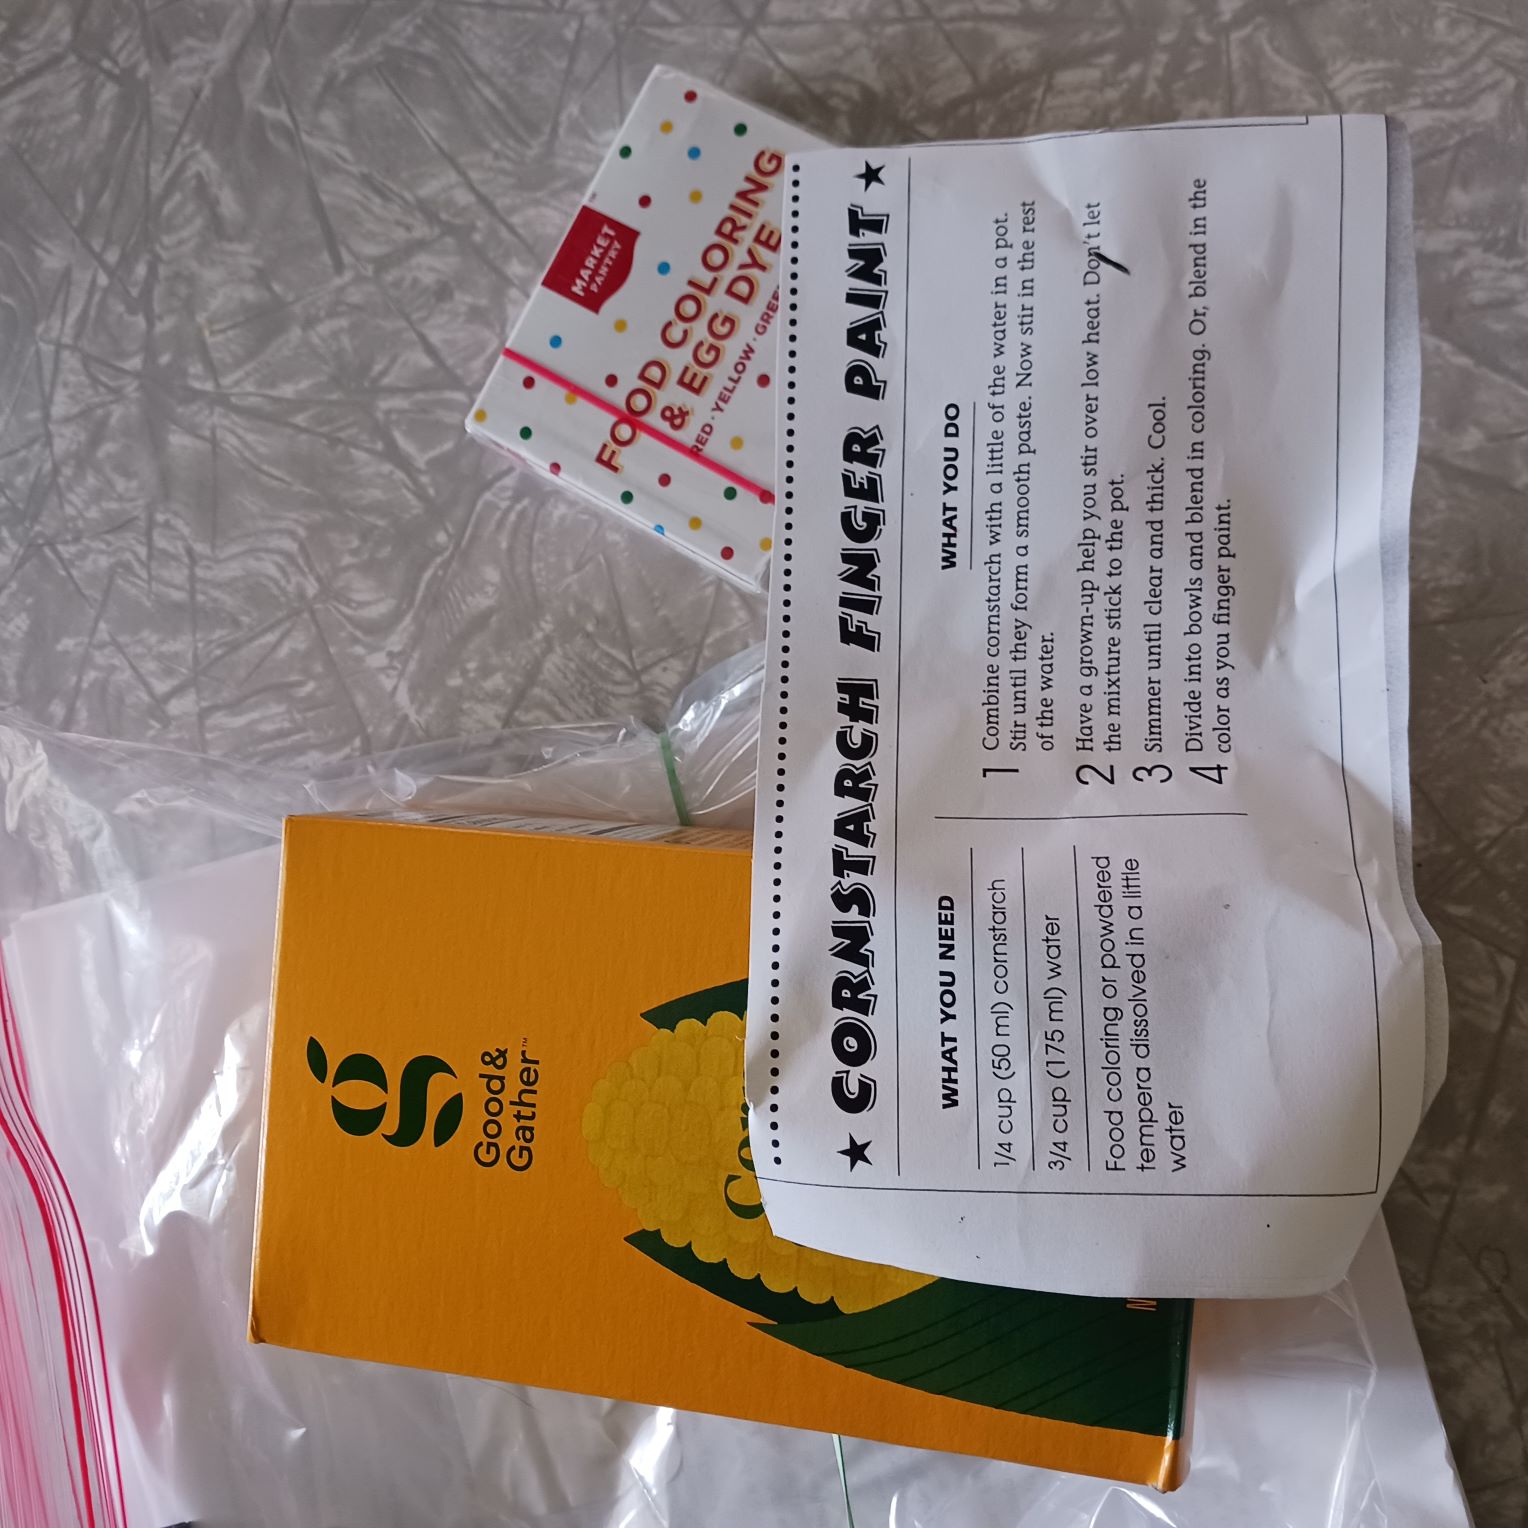 MARKET
PANTRY
FOOD COLORING
& EGG DYE
RED · YELLOW ·
Good&
Gather™
★ CORNSTARCH FINGER PAINT ★
WHAT YOU NEED
1/4 cup (50 ml) cornstarch
3/4 cup (175 ml) water
Food coloring or powdered
tempera dissolved in a little
water
WHAT YOU DO
1 Combine cornstarch with a little of the water in a pot.
Stir until they form a smooth paste. Now stir in the rest
of the water.
2 Have a grown-up help you stir over low heat. Don't let
the mixture stick to the pot.
3 Simmer until clear and thick. Cool.
4 Divide into bowls and blend in coloring. Or, blend in the
color as you finger paint.